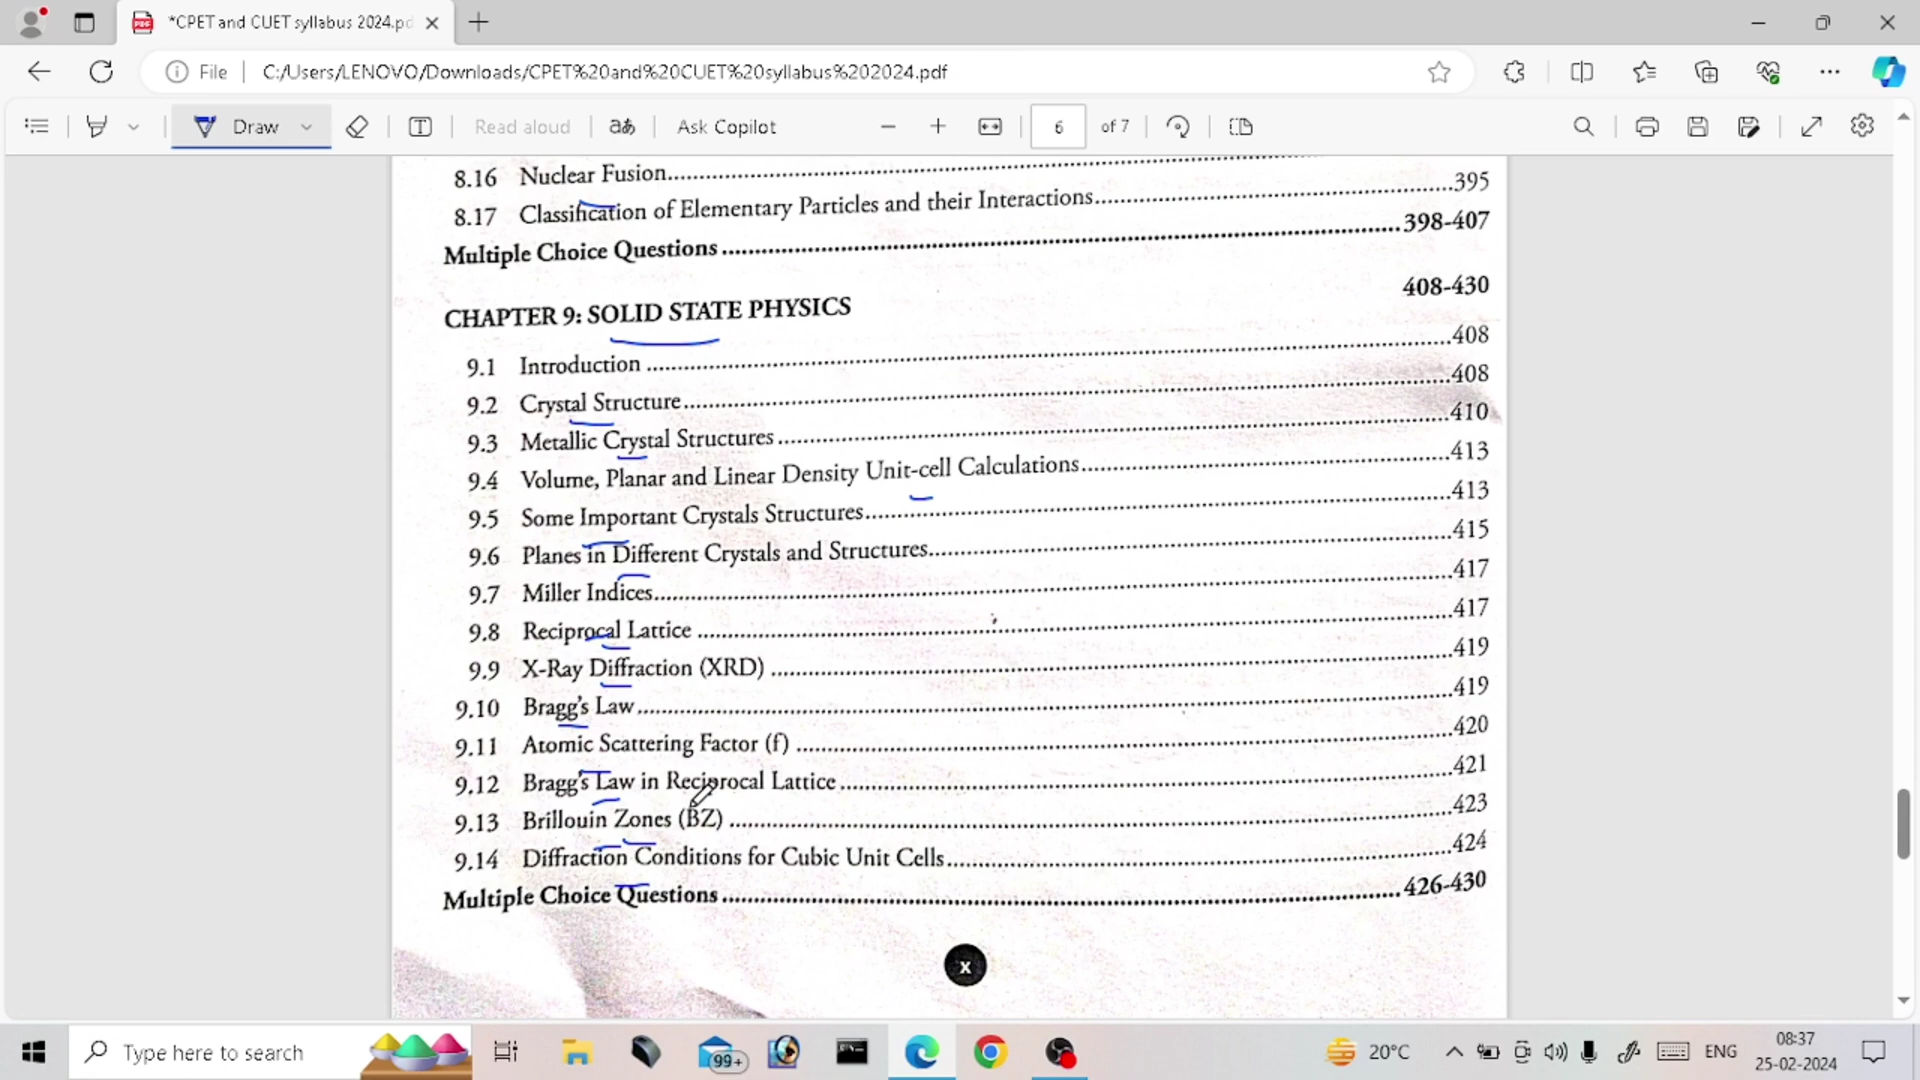 *CPET and CUET syllabus 2024.pd
File C:/Users/LENOVO/Downloads/CPET%20and%20CUET%20syllabus%202024.pdf
Draw Read aloud aあ Ask Copilot 6 of 7
8.16 Nuclear Fusion
8.17 Classification of Elementary Particles and their Interactions 395
Multiple Choice Questions 398-407
CHAPTER 9: SOLID STATE PHYSICS 408-430
9.1 Introduction 408
9.2 Crystal Structure 408
9.3 Metallic Crystal Structures 410
9.4 Volume, Planar and Linear Density Unit-cell Calculations 413
9.5 Some Important Crystals Structures 413
9.6 Planes in Different Crystals and Structures 415
9.7 Miller Indices 417
9.8 Reciprocal Lattice 417
9.9 X-Ray Diffraction (XRD) 419
9.10 Bragg's Law 419
9.11 Atomic Scattering Factor (f) 420
9.12 Bragg's Law in Reciprocal Lattice 421
9.13 Brillouin Zones (BZ) 423
9.14 Diffraction Conditions for Cubic Unit Cells 424
Multiple Choice Questions 426-430
x
Type here to search 99+ 20°C ENG 08:37
25-02-2024